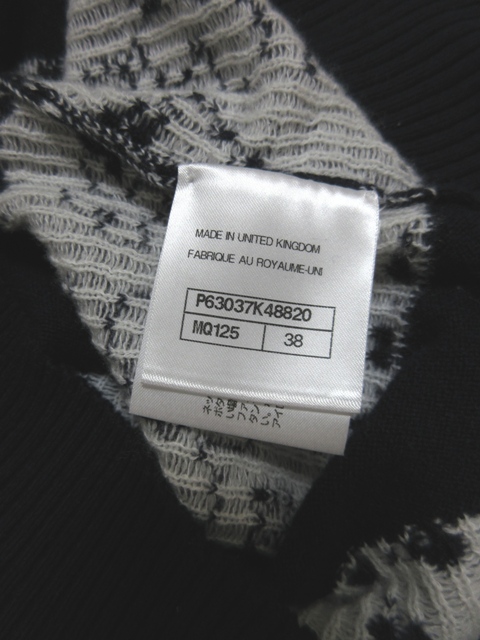 MADE IN UNITED KINGDOM
FABRIQUE AU ROYAUME-UNI
P63037K48820
MQ125 38